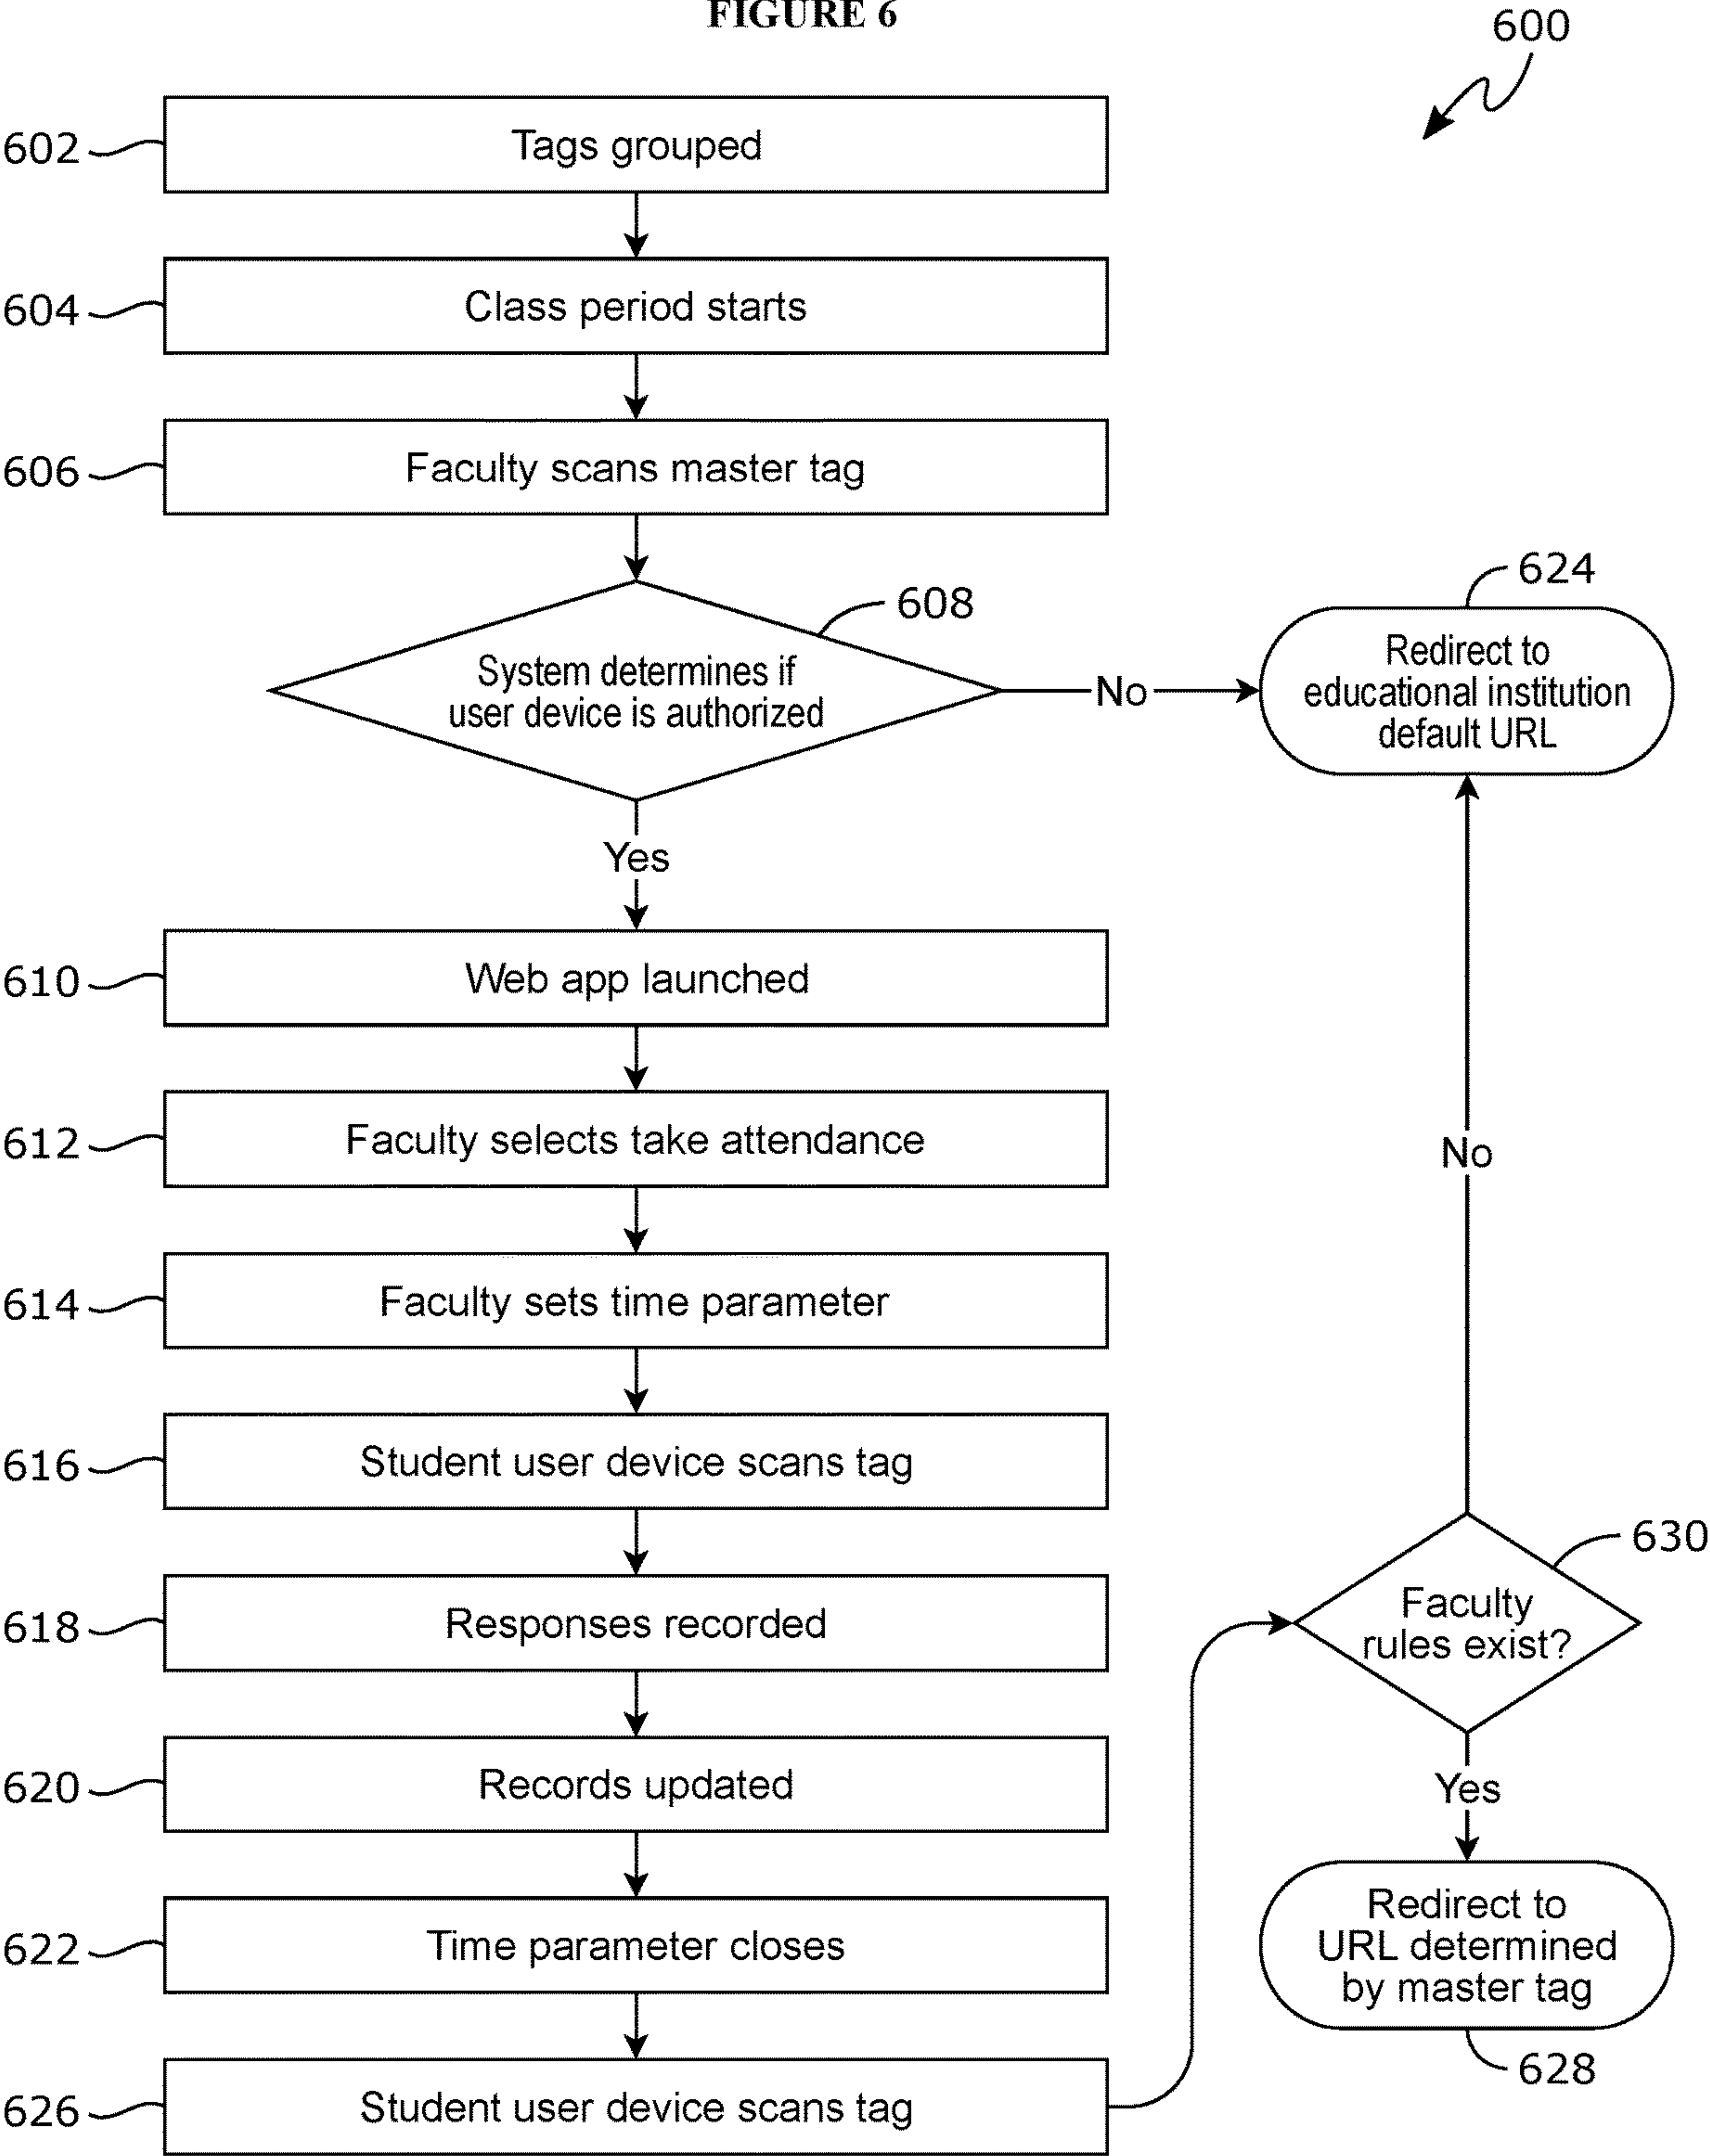 FIGURE 6
600
602
Tags grouped
604
Class period starts
606
Faculty scans master tag
608
System determines if
user device is authorized
No
624
Redirect to
educational institution
default URL
Yes
610
Web app launched
612
Faculty selects take attendance
No
614
Faculty sets time parameter
616
Student user device scans tag
630
Faculty
rules exist?
618
Responses recorded
620
Records updated
Yes
622
Time parameter closes
Redirect to
URL determined
by master tag
628
626
Student user device scans tag